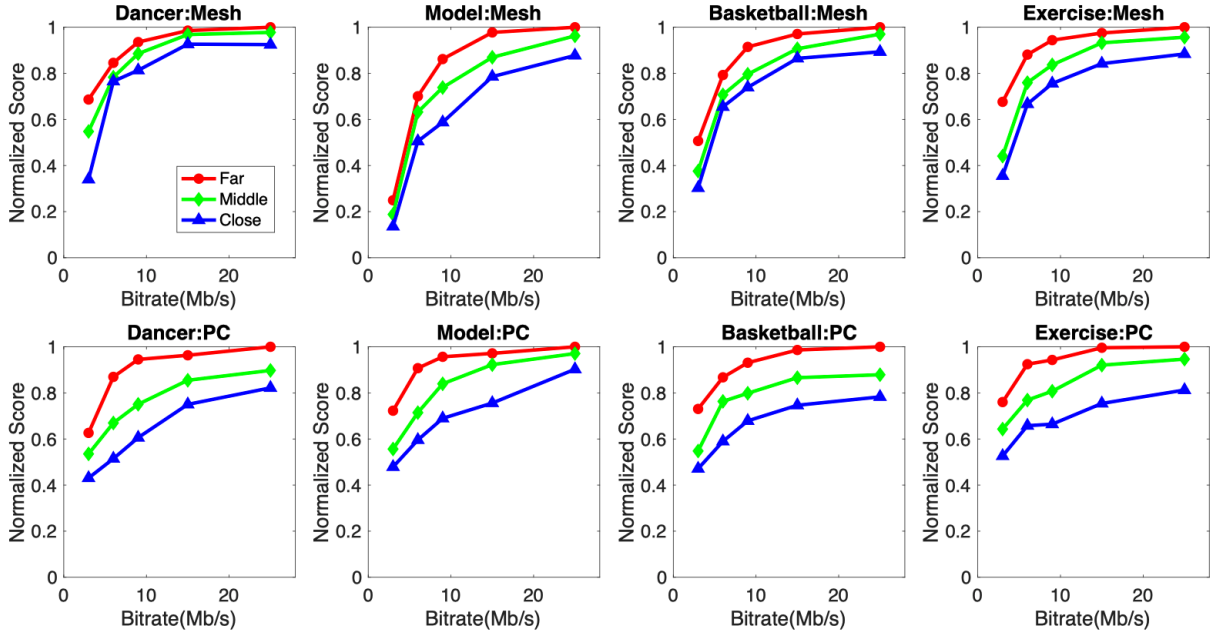 Dancer:Mesh
Normalized Score
1
0.8
0.6
0.4
0.2
0
0 10 20
Bitrate(Mb/s)
Far
Middle
Close
Model:Mesh
Normalized Score
1
0.8
0.6
0.4
0.2
0
0 10 20
Bitrate(Mb/s)
Basketball:Mesh
Normalized Score
1
0.8
0.6
0.4
0.2
0
0 10 20
Bitrate(Mb/s)
Exercise:Mesh
Normalized Score
1
0.8
0.6
0.4
0.2
0
0 10 20
Bitrate(Mb/s)
Dancer:PC
Normalized Score
1
0.8
0.6
0.4
0.2
0
0 10 20
Bitrate(Mb/s)
Model:PC
Normalized Score
1
0.8
0.6
0.4
0.2
0
0 10 20
Bitrate(Mb/s)
Basketball:PC
Normalized Score
1
0.8
0.6
0.4
0.2
0
0 10 20
Bitrate(Mb/s)
Exercise:PC
Normalized Score
1
0.8
0.6
0.4
0.2
0
0 10 20
Bitrate(Mb/s)